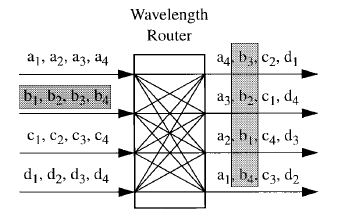 Wavelength
Router
a₁, a₂, a₃, a₄
a₄, b₃, c₂, d₁
b₁, b₂, b₃, b₄
a₃, b₂, c₁, d₄
c₁, c₂, c₃, c₄
a₂, b₁, c₄, d₃
d₁, d₂, d₃, d₄
a₁, b₄, c₃, d₂